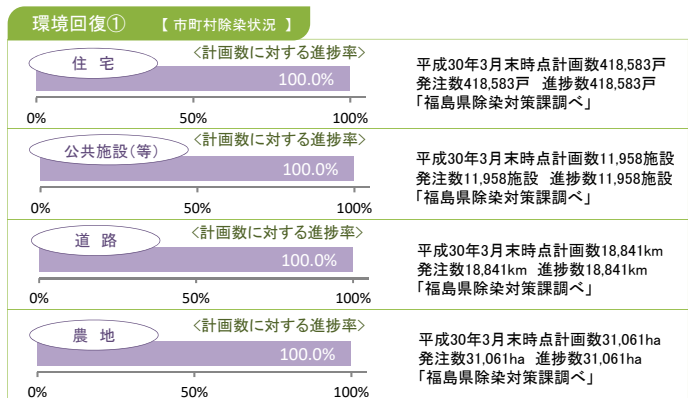 環境回復① 【 市町村除染状況 】
住 宅
<計画数に対する進捗率>
100.0%
0% 50% 100%
平成30年3月末時点計画数418,583戸
発注数418,583戸 進捗数418,583戸
「福島県除染対策課調べ」
公共施設(等)
<計画数に対する進捗率>
100.0%
0% 50% 100%
平成30年3月末時点計画数11,958施設
発注数11,958施設 進捗数11,958施設
「福島県除染対策課調べ」
道 路
<計画数に対する進捗率>
100.0%
0% 50% 100%
平成30年3月末時点計画数18,841km
発注数18,841km 進捗数18,841km
「福島県除染対策課調べ」
農 地
<計画数に対する進捗率>
100.0%
0% 50% 100%
平成30年3月末時点計画数31,061ha
発注数31,061ha 進捗数31,061ha
「福島県除染対策課調べ」